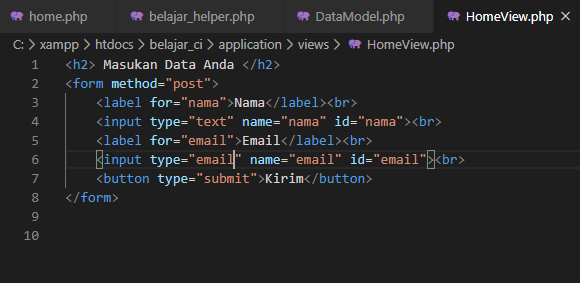 home.php belajar_helper.php DataModel.php HomeView.php ×
C: > xampp > htdocs > belajar_ci > application > views > HomeView.php
1 <h2> Masukan Data Anda </h2>
2 <form method="post">
3 <label for="nama">Nama</label><br>
4 <input type="text" name="nama" id="nama"><br>
5 <label for="email">Email</label><br>
6 <input type="email" name="email" id="email"><br>
7 <button type="submit">Kirim</button>
8 </form>
9
10